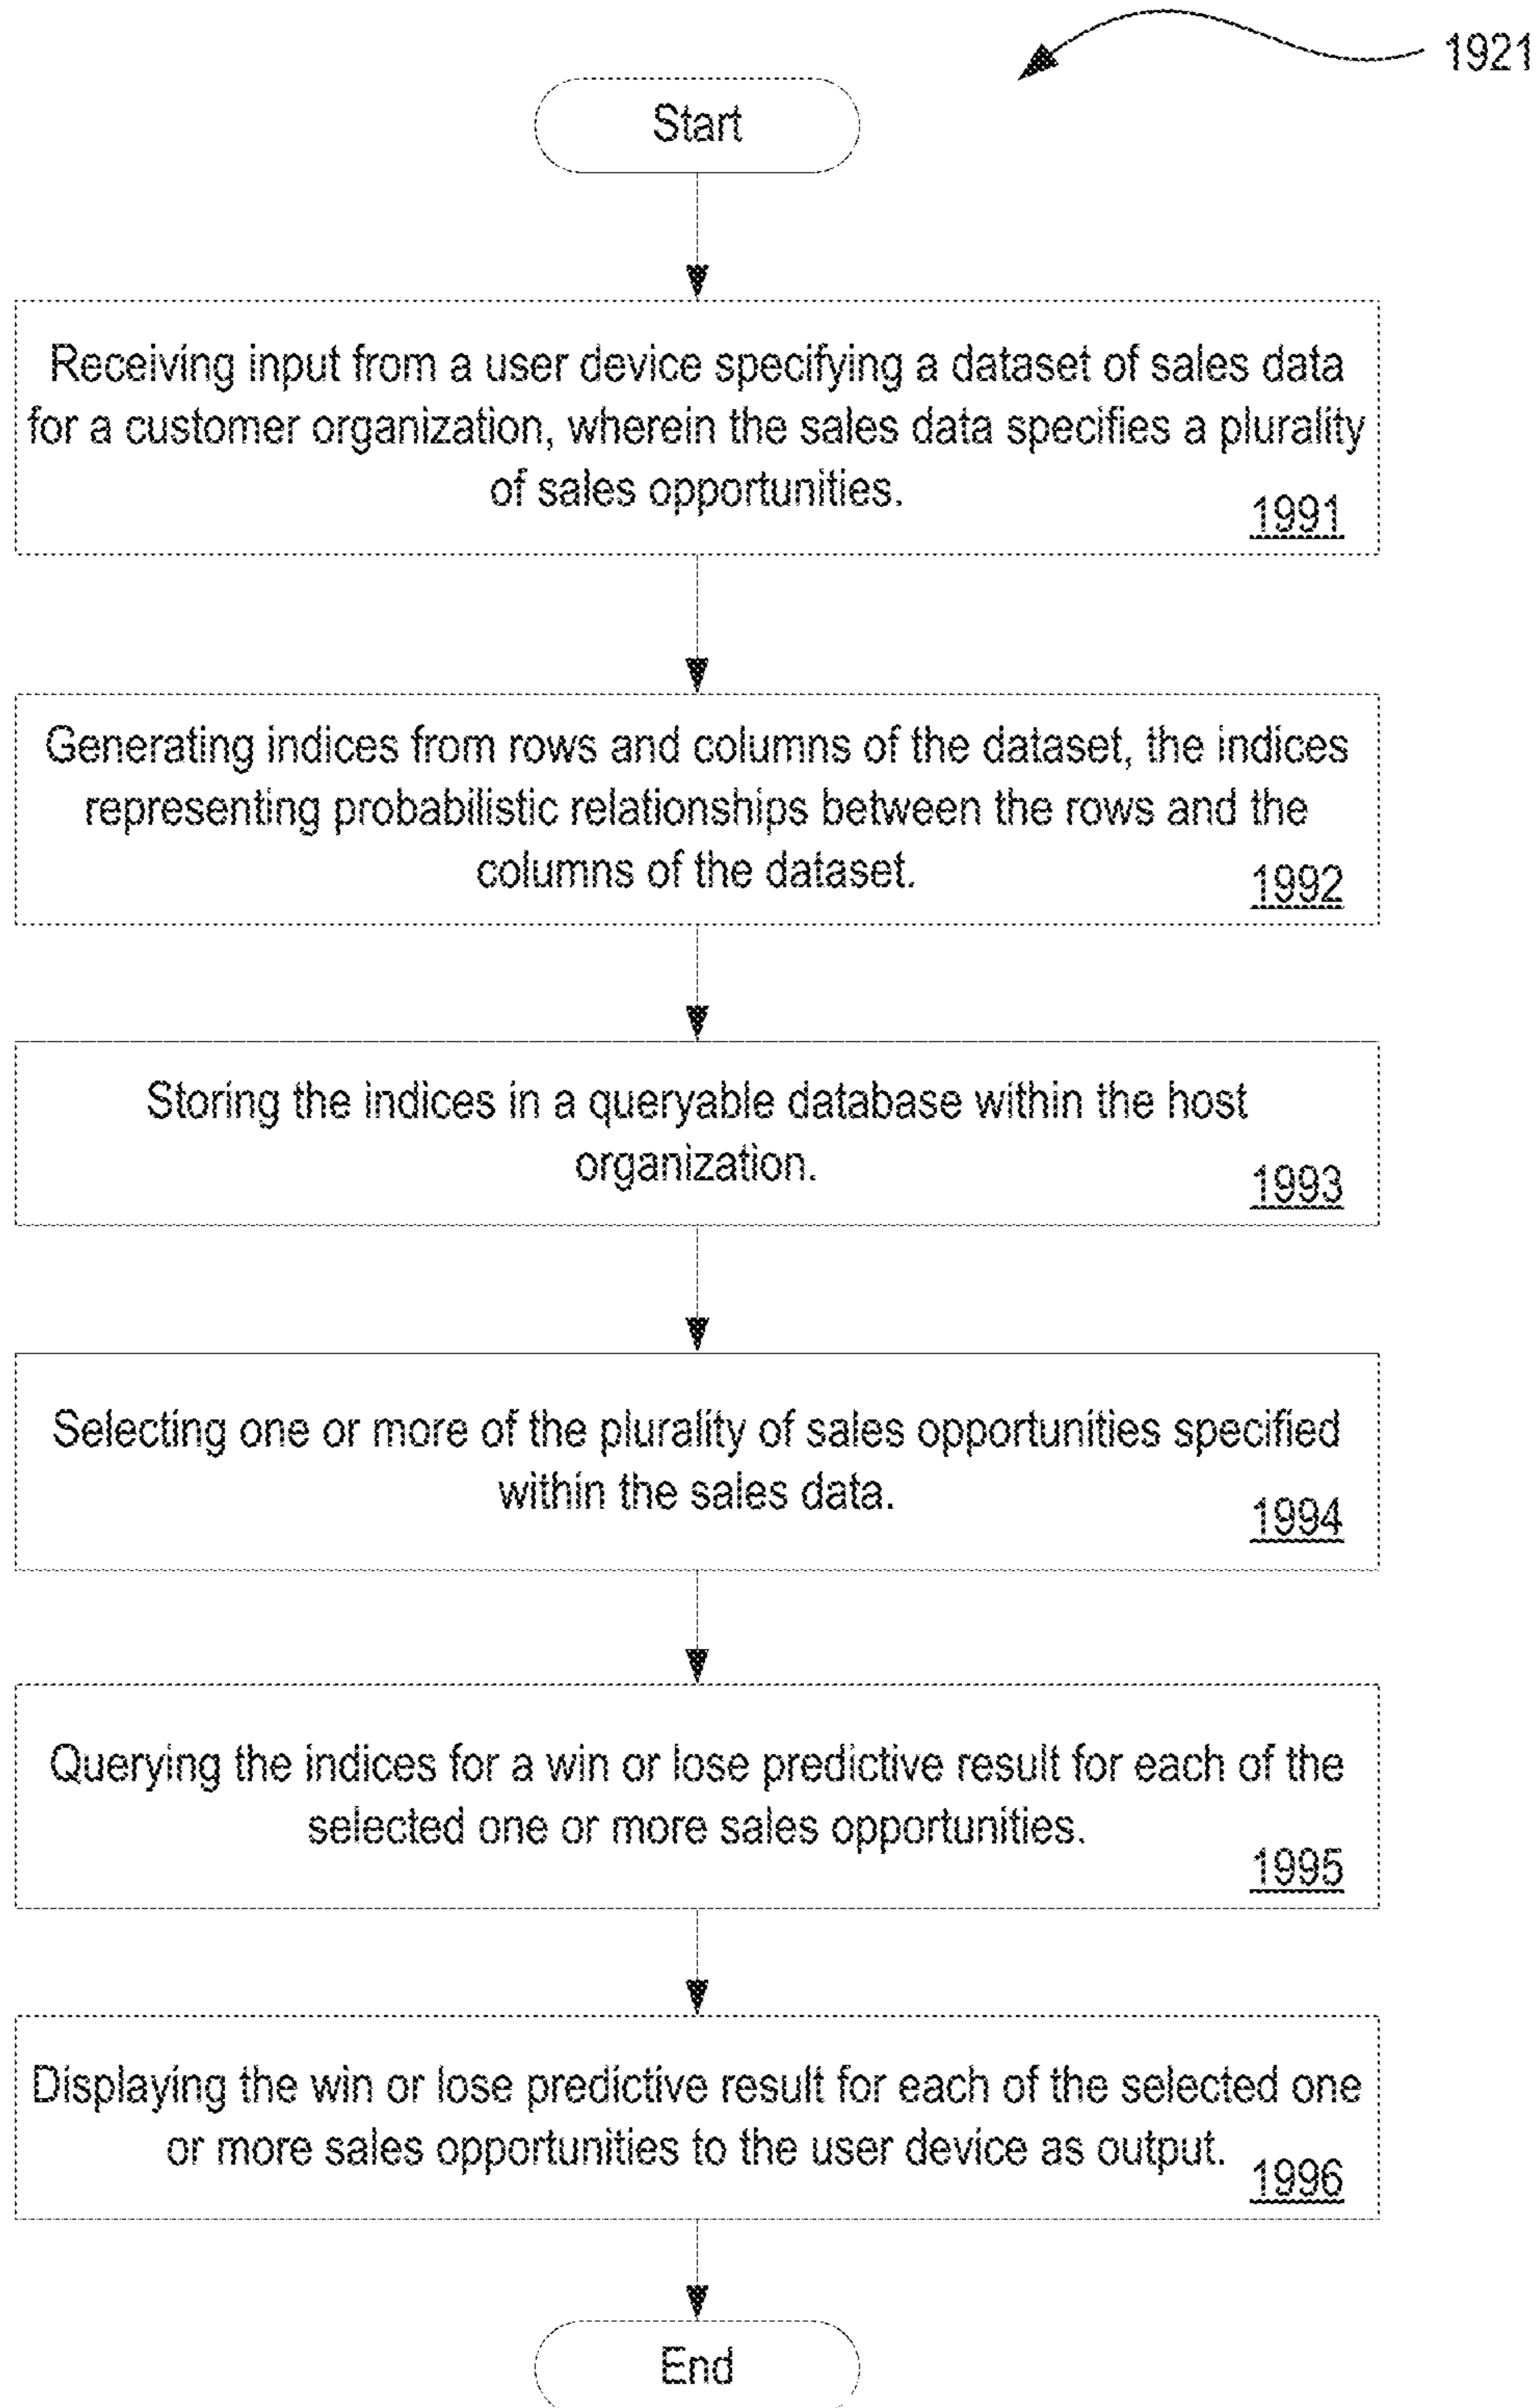 1921
Start
Receiving input from a user device specifying a dataset of sales data
for a customer organization, wherein the sales data specifies a plurality
of sales opportunities.
1991
Generating indices from rows and columns of the dataset, the indices
representing probabilistic relationships between the rows and the
columns of the dataset.
1992
Storing the indices in a queryable database within the host
organization.
1993
Selecting one or more of the plurality of sales opportunities specified
within the sales data.
1994
Querying the indices for a win or lose predictive result for each of the
selected one or more sales opportunities.
1995
Displaying the win or lose predictive result for each of the selected one
or more sales opportunities to the user device as output.
1996
End